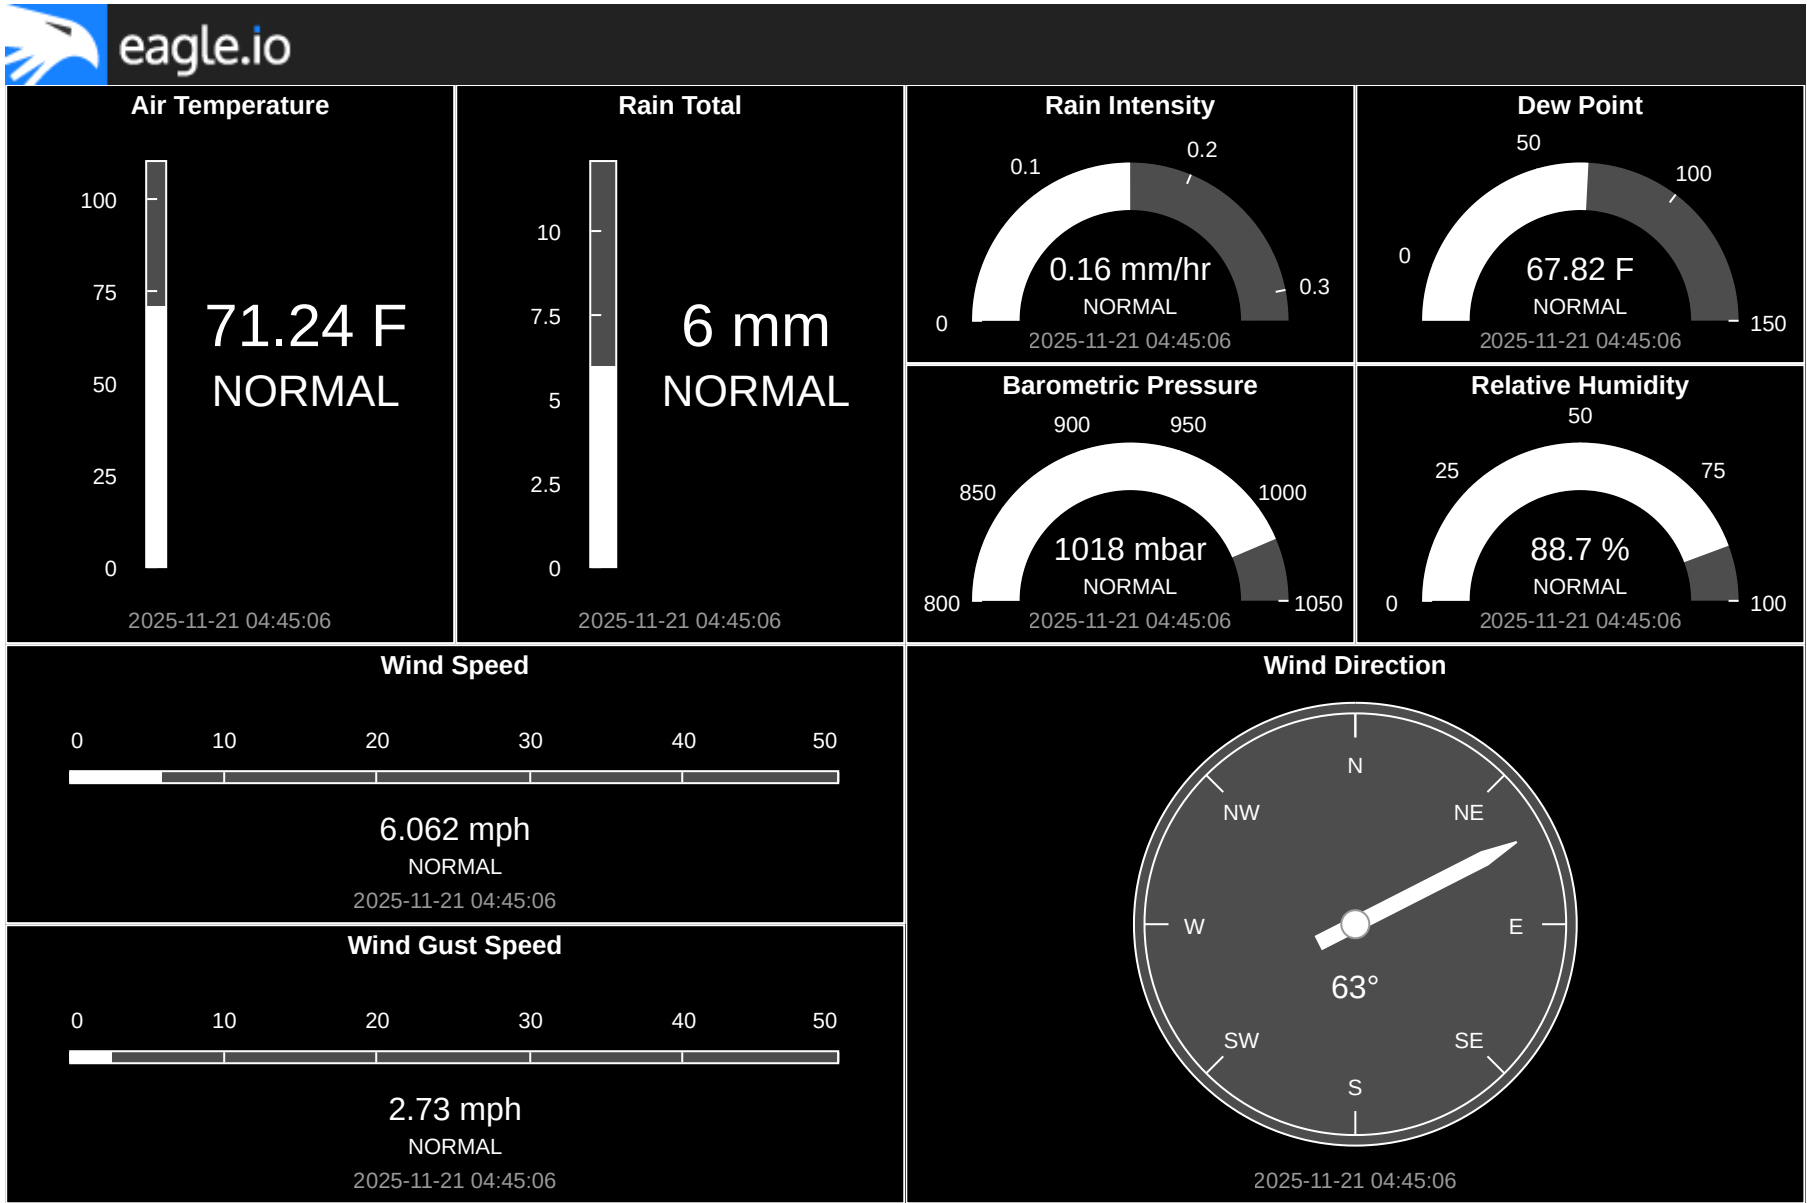 eagle.io
Air Temperature
100
75
50
25
0
71.24 F
NORMAL
2025-11-21 04:45:06
Rain Total
10
7.5
5
2.5
0
6 mm
NORMAL
2025-11-21 04:45:06
Rain Intensity
0
0.1
0.2
0.3
0.16 mm/hr
NORMAL
2025-11-21 04:45:06
Dew Point
0
50
100
150
67.82 F
NORMAL
2025-11-21 04:45:06
Barometric Pressure
800
850
900
950
1000
1050
1018 mbar
NORMAL
2025-11-21 04:45:06
Relative Humidity
0
25
50
75
100
88.7 %
NORMAL
2025-11-21 04:45:06
Wind Speed
0 10 20 30 40 50
6.062 mph
NORMAL
2025-11-21 04:45:06
Wind Gust Speed
0 10 20 30 40 50
2.73 mph
NORMAL
2025-11-21 04:45:06
Wind Direction
N
NW NE
W E
63°
SW SE
S
2025-11-21 04:45:06